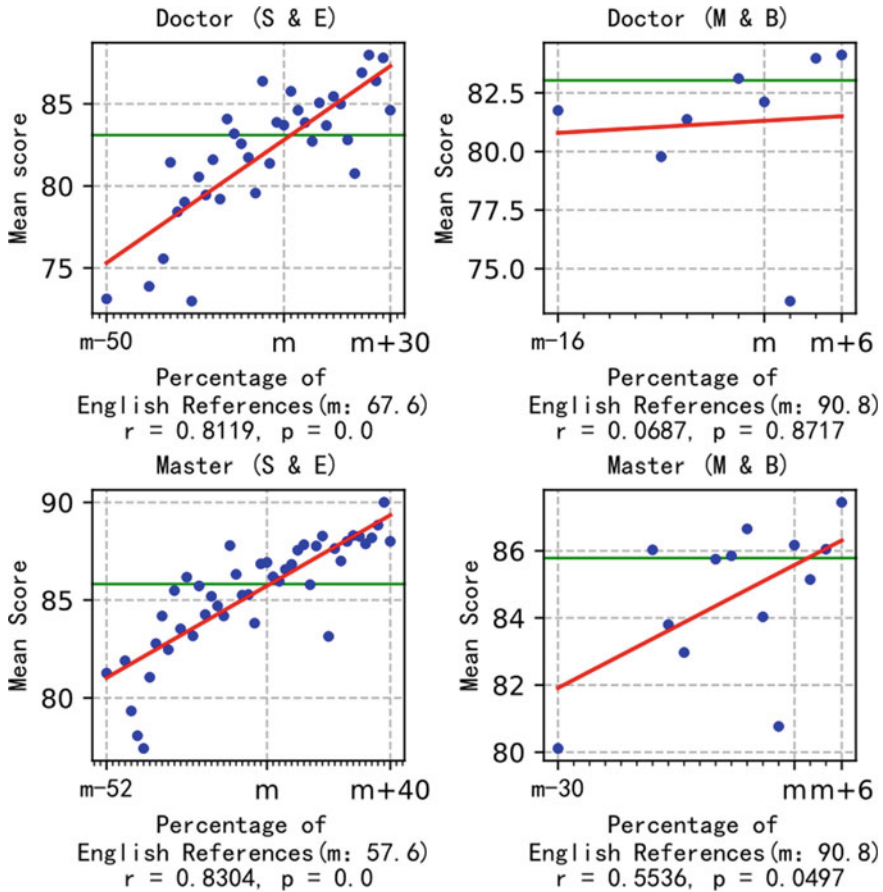 Doctor (S & E)
Mean score
85
80
75
m-50
m
m+30
Percentage of
English References(m: 67.6)
r = 0.8119, p = 0.0
Doctor (M & B)
Mean Score
82.5
80.0
77.5
75.0
m-16
m
m+6
Percentage of
English References(m: 90.8)
r = 0.0687, p = 0.8717
Master (S & E)
Mean Score
90
85
80
m-52
m
m+40
Percentage of
English References(m: 57.6)
r = 0.8304, p = 0.0
Master (M & B)
Mean Score
86
84
82
80
m-30
m
m+6
Percentage of
English References(m: 90.8)
r = 0.5536, p = 0.0497